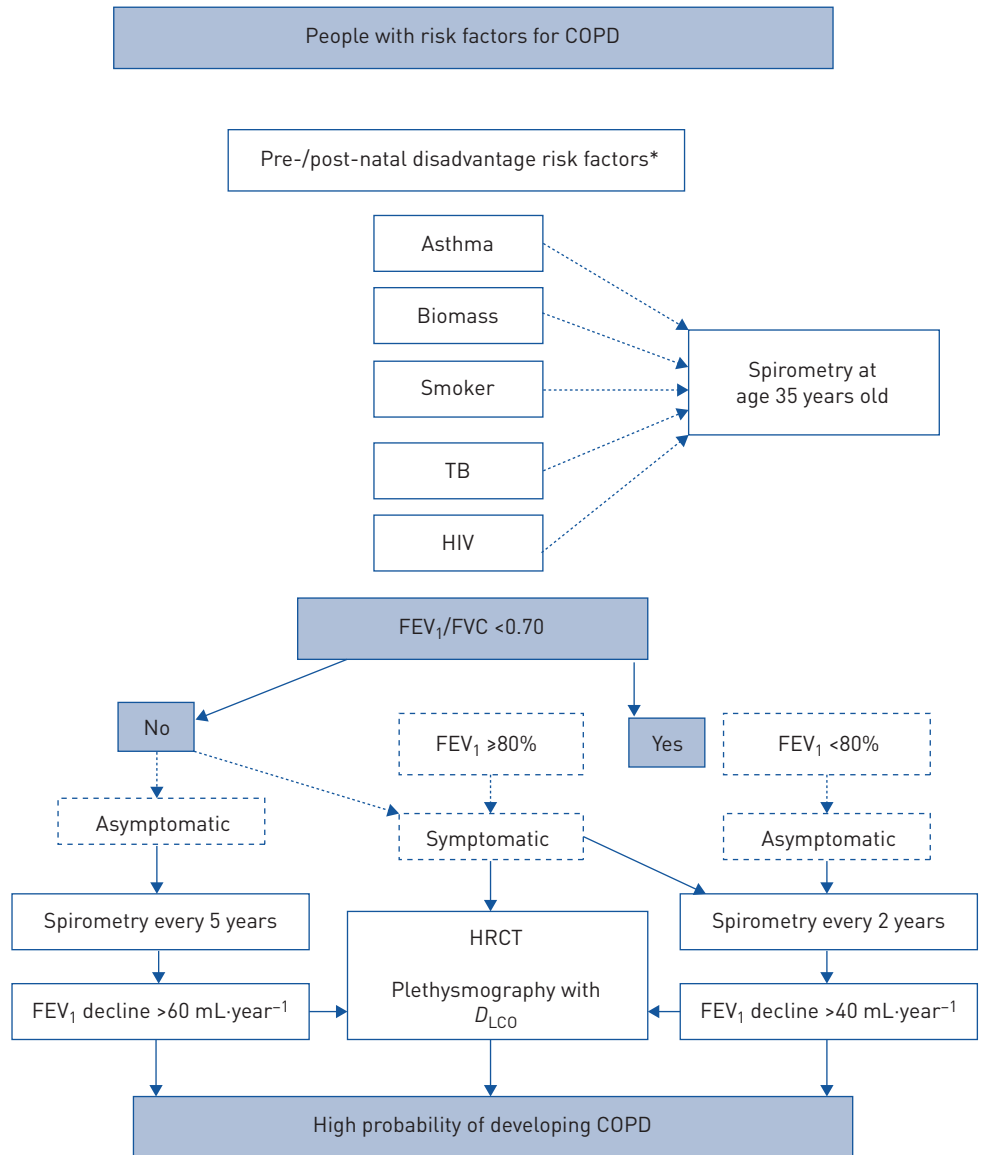 People with risk factors for COPD
Pre-/post-natal disadvantage risk factors*
Asthma
Biomass
Smoker
TB
HIV
Spirometry at
age 35 years old
FEV₁/FVC <0.70
No
FEV₁ ≥80%
Yes
FEV₁ <80%
Asymptomatic
Symptomatic
Asymptomatic
Spirometry every 5 years
HRCT
Spirometry every 2 years
Plethysmography with
D_LCO
FEV₁ decline >60 mL·year⁻¹
FEV₁ decline >40 mL·year⁻¹
High probability of developing COPD